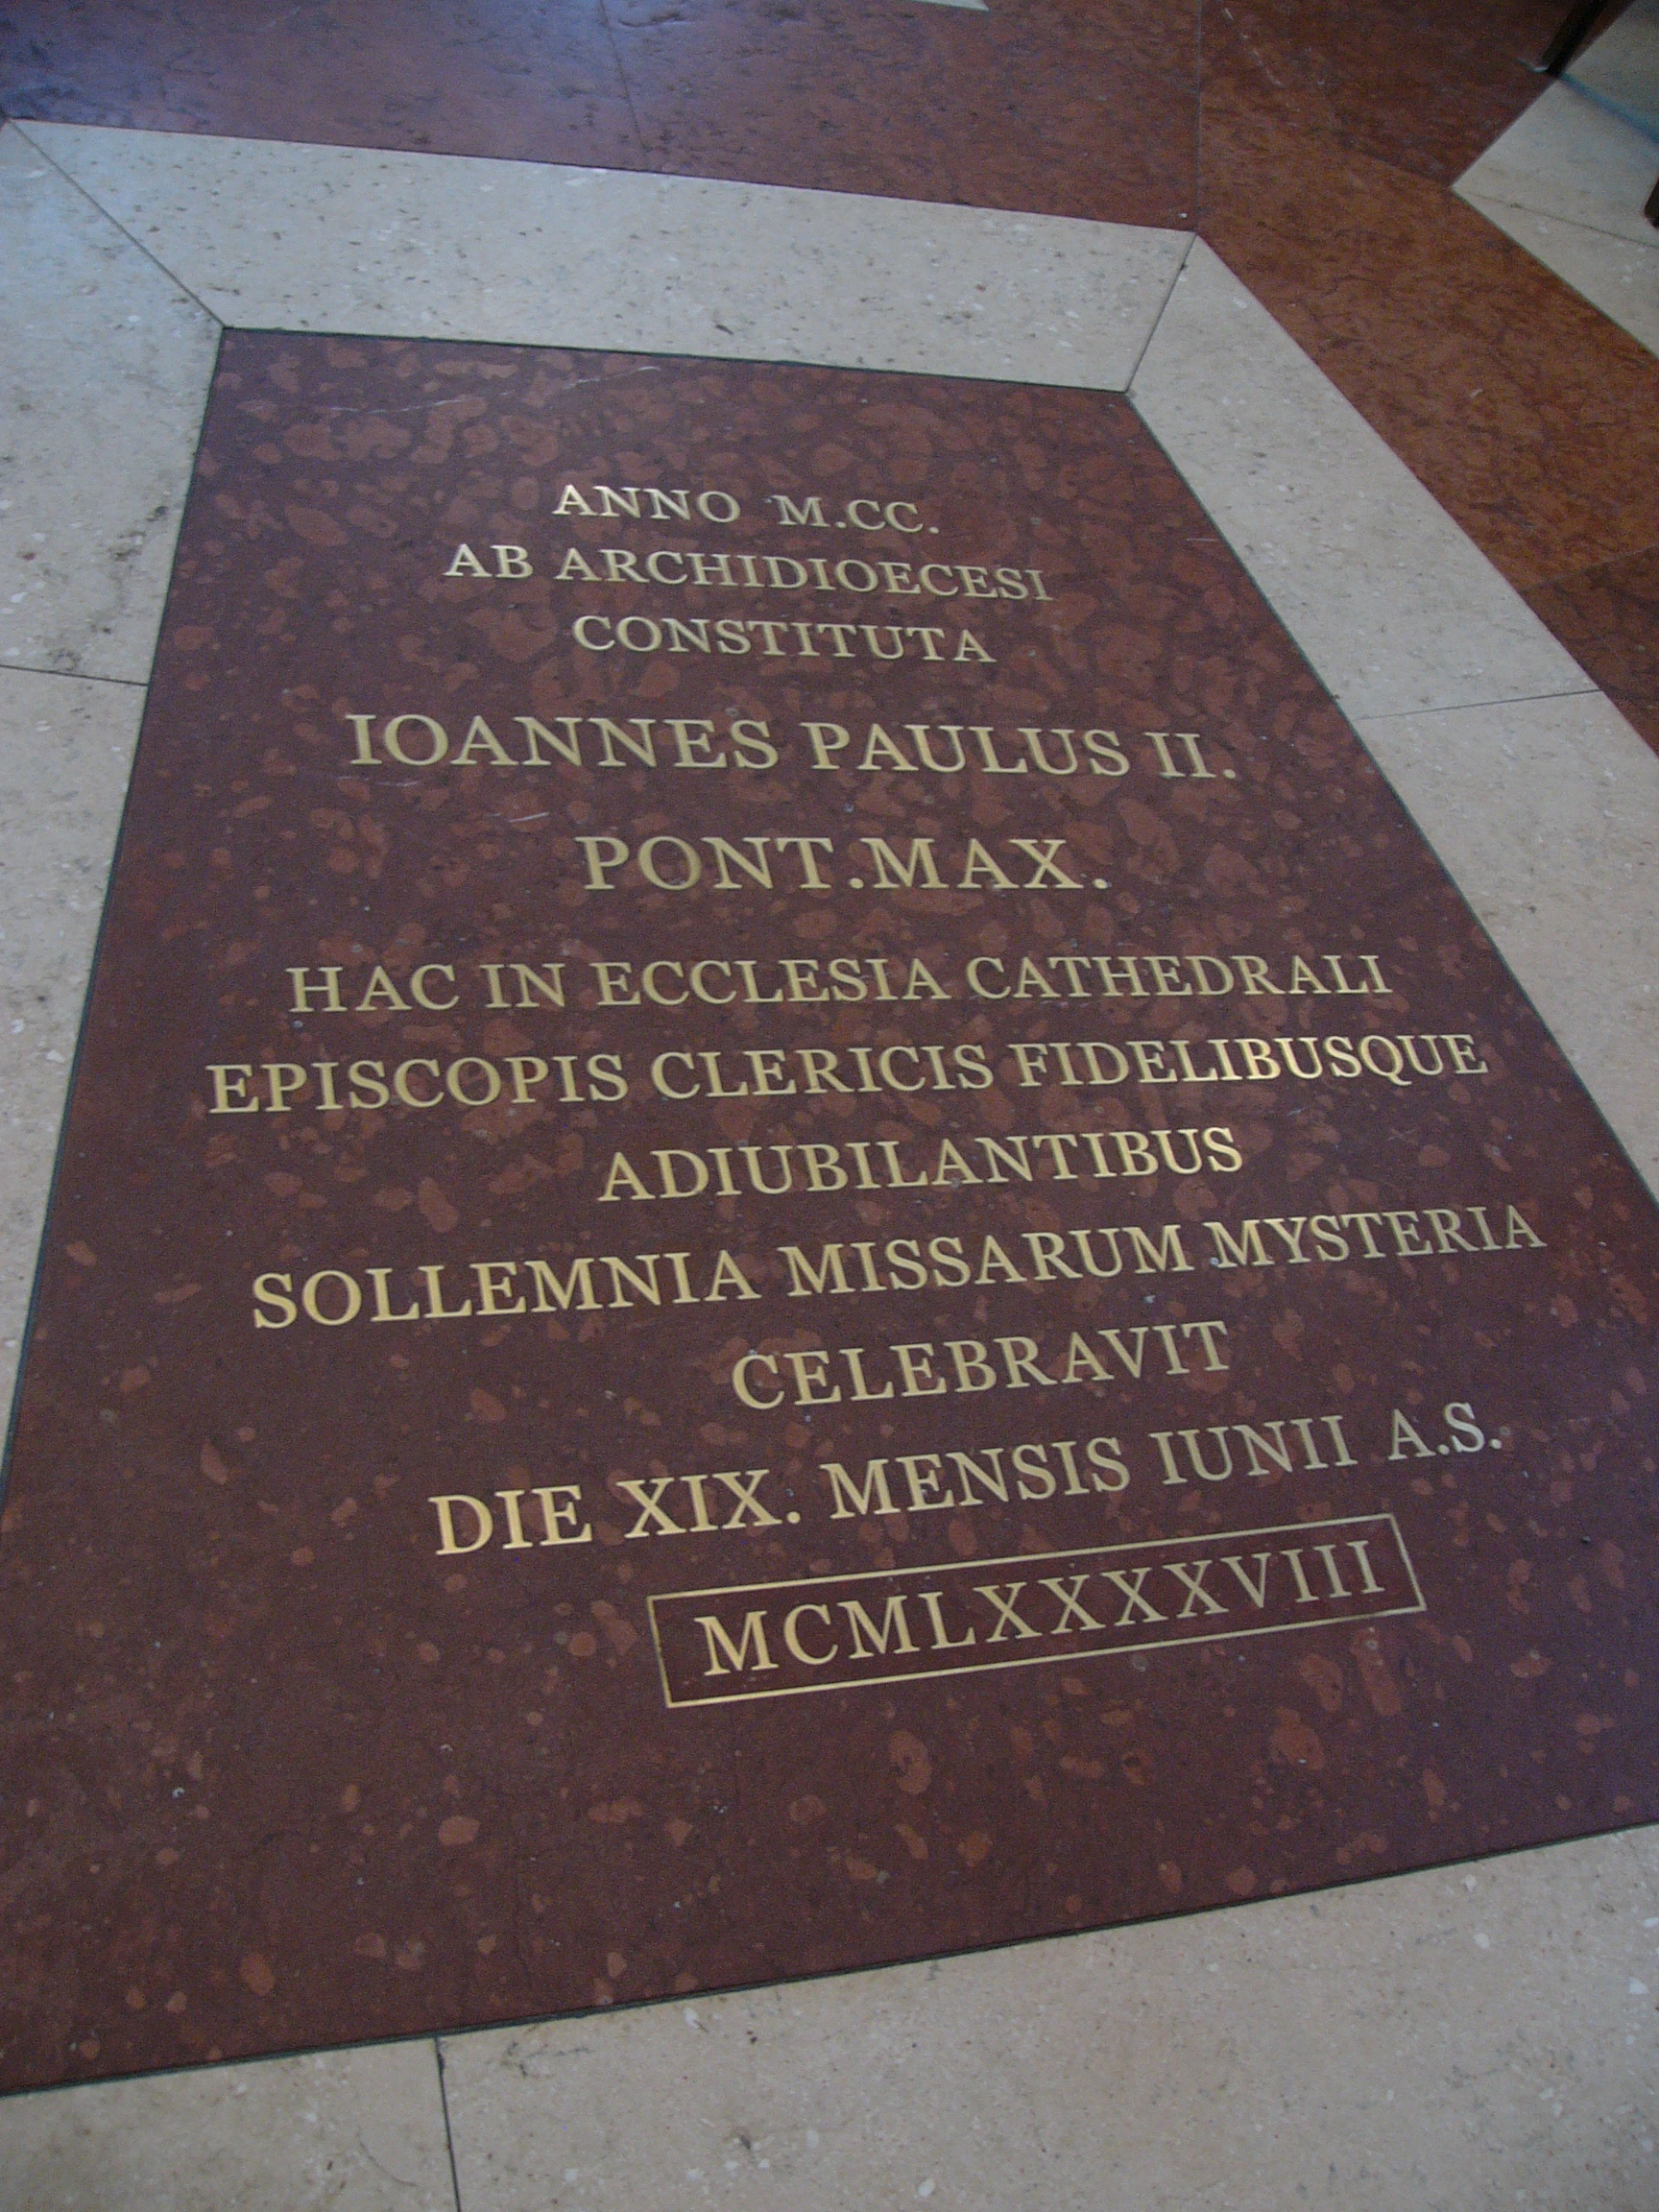 ANNO M.CC.
AB ARCHIDIOECESI
CONSTITUTA
IOANNES PAULUS II.
PONT.MAX.
HAC IN ECCLESIA CATHEDRALI
EPISCOPIS CLERICIS FIDELIBUSQUE
ADIUBILANTIBUS
SOLLEMNIA MISSARUM MYSTERIA
CELEBRAVIT
DIE XIX. MENSIS IUNII A.S.
MCMLXXXXVIII